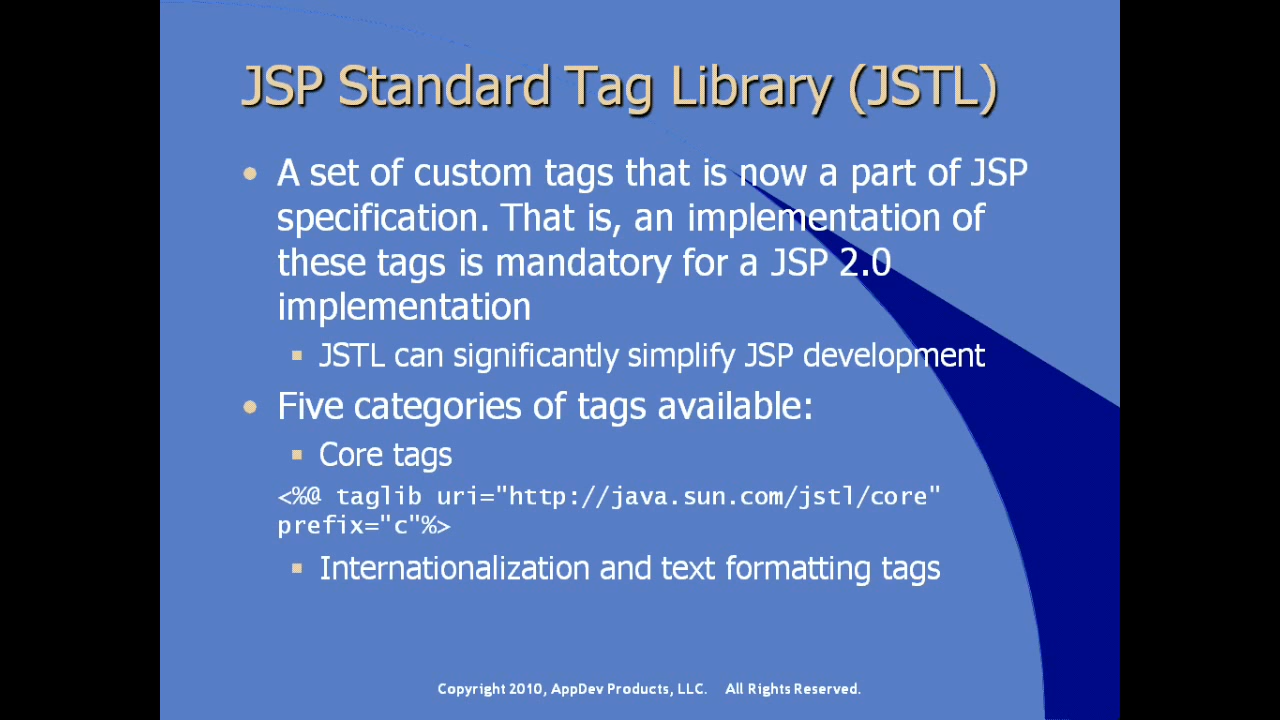 JSP Standard Tag Library (JSTL)
A set of custom tags that is now a part of JSP
specification. That is, an implementation of
these tags is mandatory for a JSP 2.0
implementation
JSTL can significantly simplify JSP development
Five categories of tags available:
Core tags
<%@ taglib uri="http://java.sun.com/jstl/core"
prefix="c"%>
Internationalization and text formatting tags
Copyright 2010, AppDev Products, LLC. All Rights Reserved.